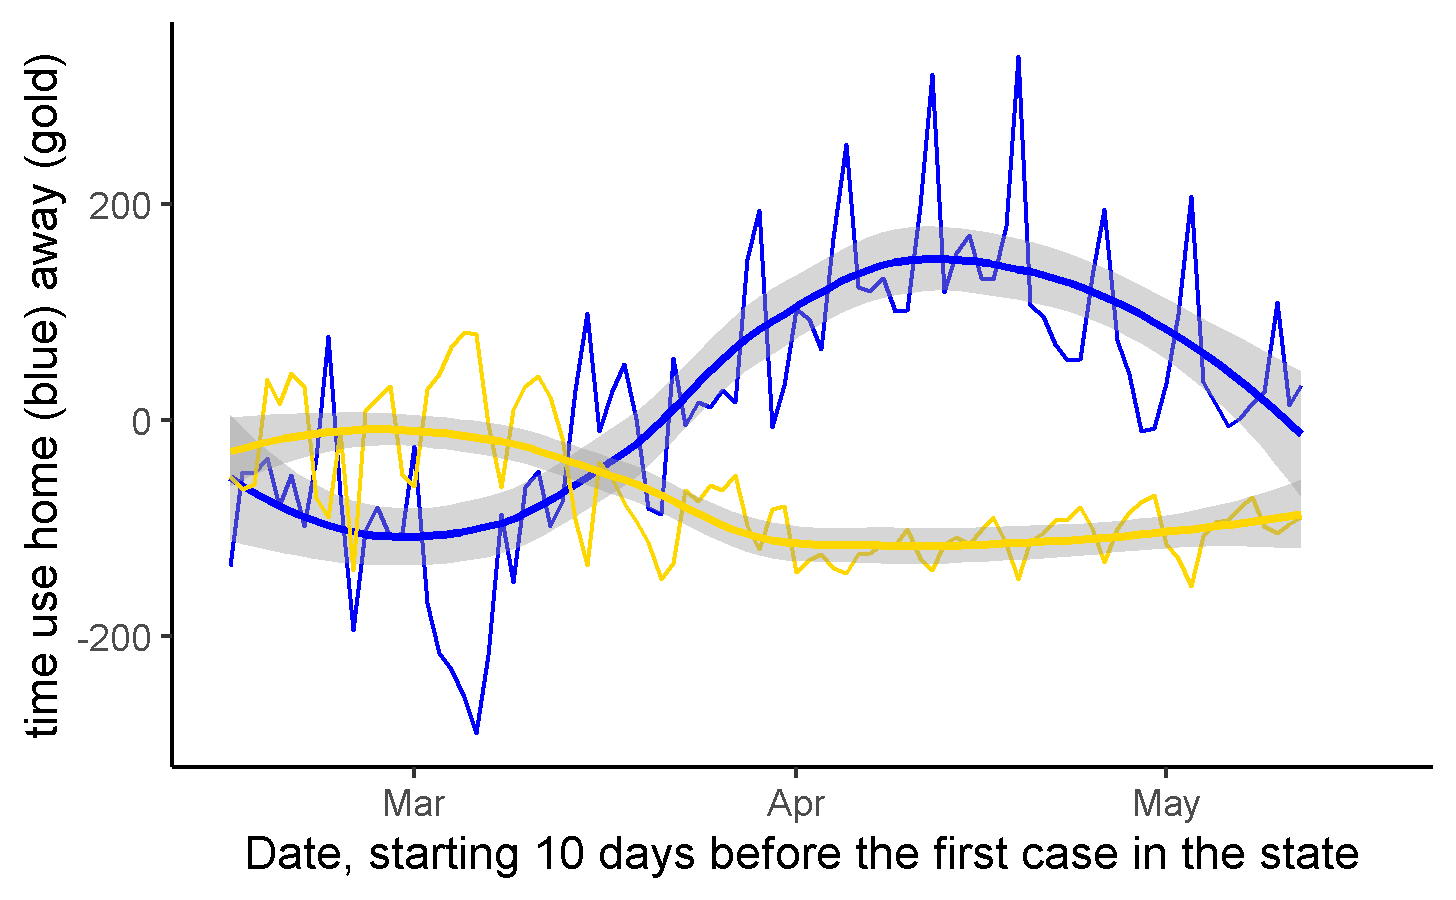 time use home (blue) away (gold)
200
0
-200
Mar
Apr
May
Date, starting 10 days before the first case in the state